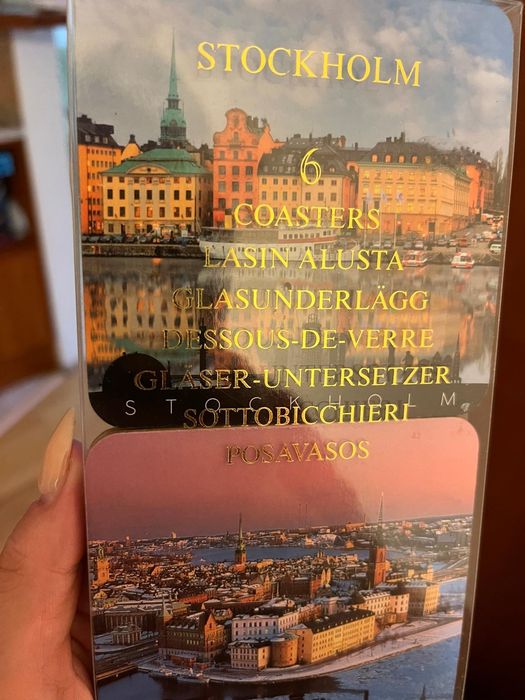 STOCKHOLM
6
COASTERS
LASIN ALUSTA
GLASUNDERLÄGG
DESSOUS-DE-VERRE
GLÄSER-UNTERSETZER
STOCKHOLM
SOTTOBICCHIERI
POSAVASOS